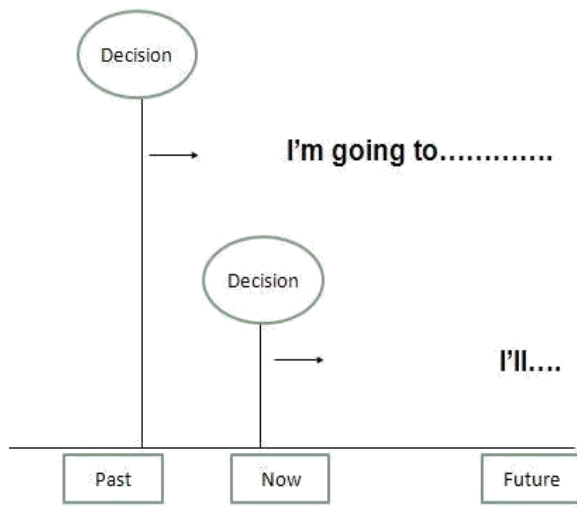 Decision
I'm going to.............
Decision
I'll....
Past
Now
Future